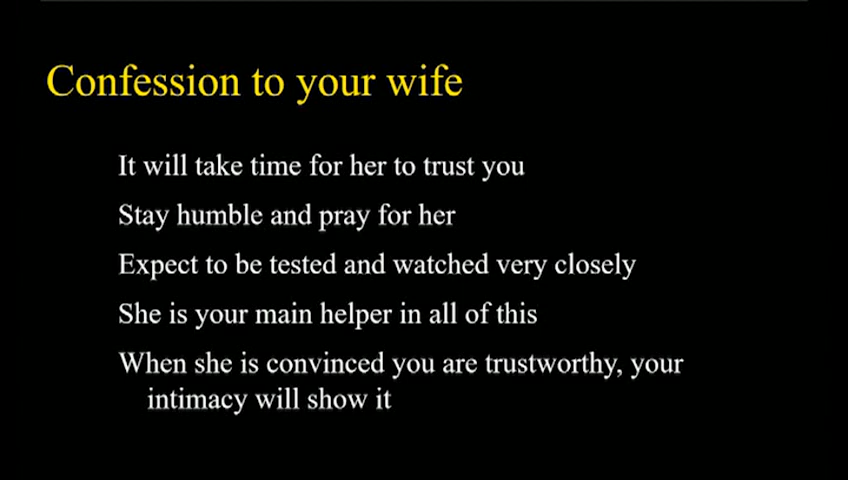 Confession to your wife
It will take time for her to trust you
Stay humble and pray for her
Expect to be tested and watched very closely
She is your main helper in all of this
When she is convinced you are trustworthy, your
intimacy will show it